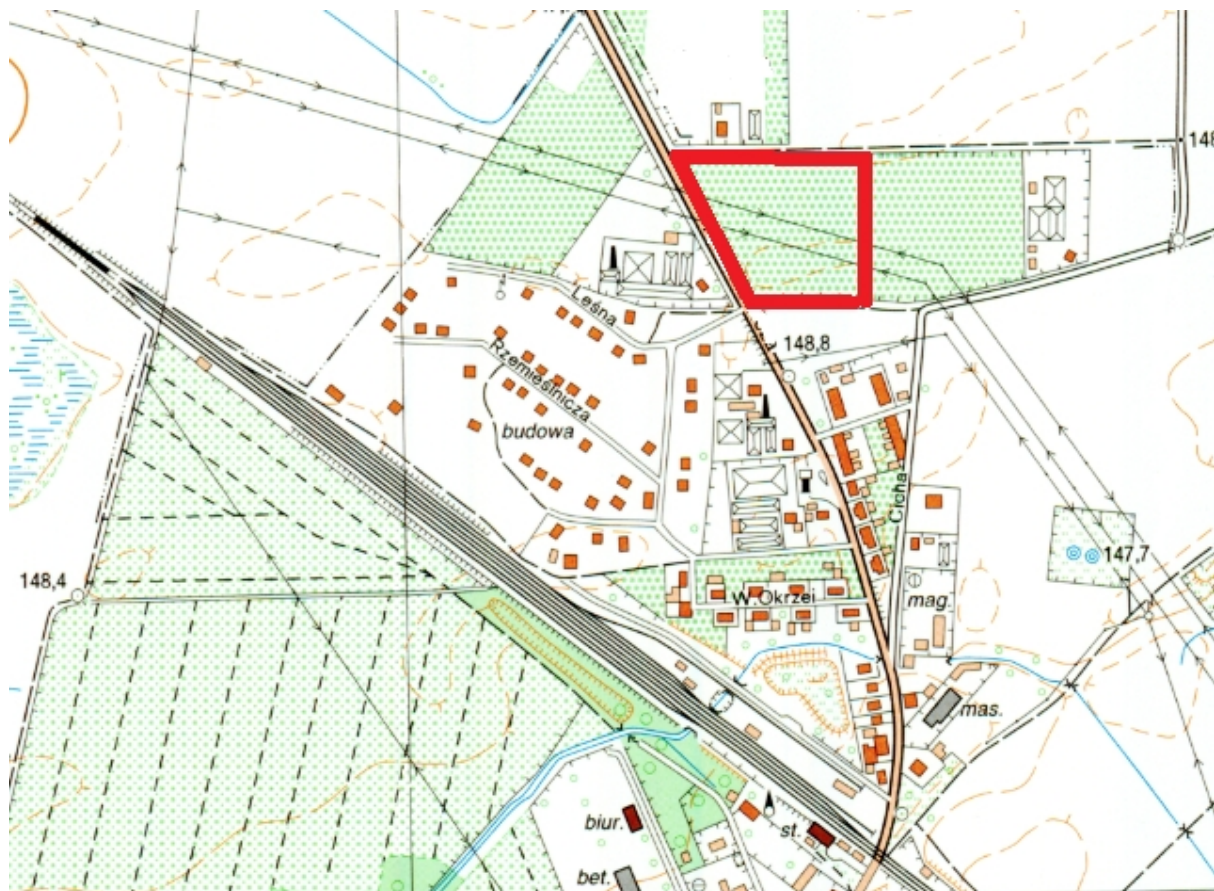 148
Leśna
148,8
Rzemieślnicza
budowa
Cicha
147,7
148,4
W. Okrzei
mag.
mas.
biur.
st.
bet.